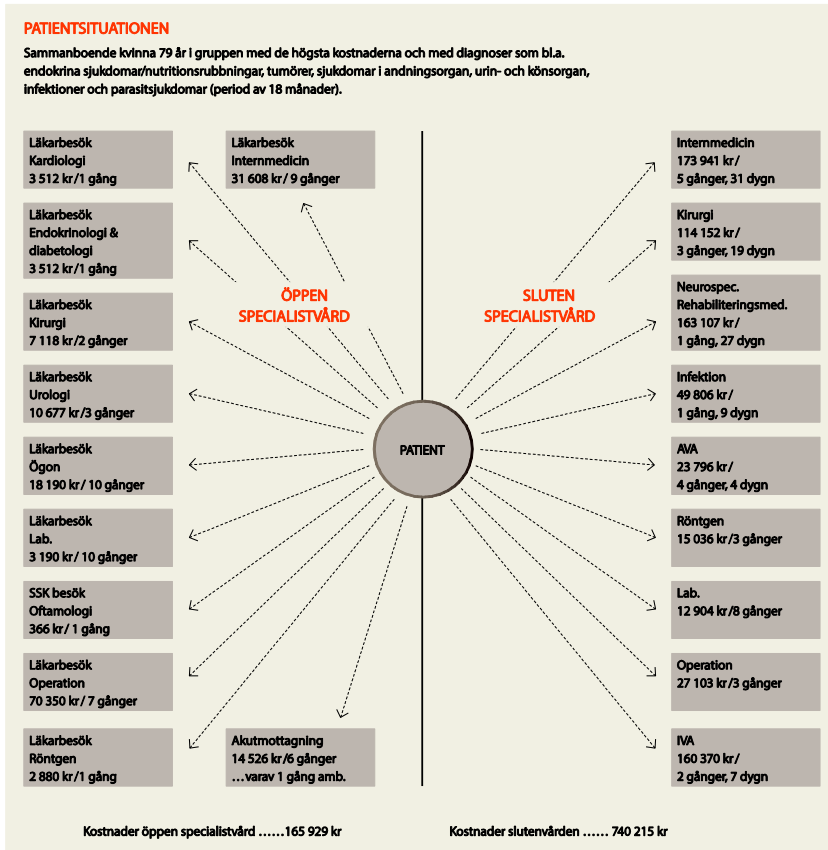 PATIENTSITUATIONEN
Sammanboende kvinna 79 år i gruppen med de högsta kostnaderna och med diagnoser som bl.a.
endokrina sjukdomar/nutritionsrubbningar, tumörer, sjukdomar i andningsorgan, urin- och könsorgan,
infektioner och parasitsjukdomar (period av 18 månader).
Läkarbesök
Kardiologi
3 512 kr/1 gång
Läkarbesök
Internmedicin
31 608 kr/ 9 gånger
Läkarbesök
Endokrinologi &
diabetologi
3 512 kr/1 gång
Läkarbesök
Kirurgi
7 118 kr/2 gånger
Läkarbesök
Urologi
10 677 kr/3 gånger
Läkarbesök
Ögon
18 190 kr/ 10 gånger
Läkarbesök
Lab.
3 190 kr/ 10 gånger
SSK besök
Oftamologi
366 kr/ 1 gång
Läkarbesök
Operation
70 350 kr/ 7 gånger
Läkarbesök
Röntgen
2 880 kr/1 gång
Akutmottagning
14 526 kr/6 gånger
…varav 1 gång amb.
ÖPPEN
SPECIALISTVÅRD
PATIENT
SLUTEN
SPECIALISTVÅRD
Internmedicin
173 941 kr/
5 gånger, 31 dygn
Kirurgi
114 152 kr/
3 gånger, 19 dygn
Neurospec.
Rehabiliteringsmed.
163 107 kr/
1 gång, 27 dygn
Infektion
49 806 kr/
1 gång, 9 dygn
AVA
23 796 kr/
4 gånger, 4 dygn
Röntgen
15 036 kr/3 gånger
Lab.
12 904 kr/8 gånger
Operation
27 103 kr/3 gånger
IVA
160 370 kr/
2 gånger, 7 dygn
Kostnader öppen specialistvård ……165 929 kr
Kostnader slutenvården …… 740 215 kr